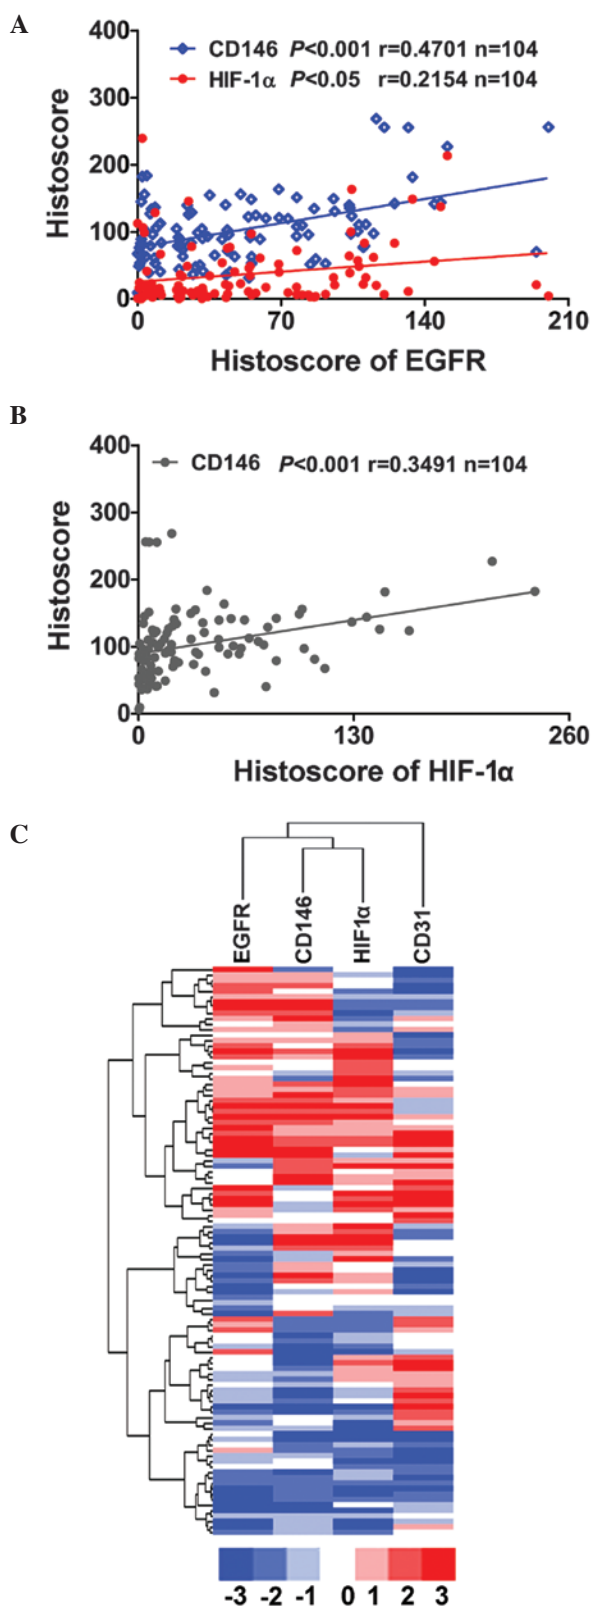 A
400
300
200
100
0
Histoscore
CD146 P<0.001 r=0.4701 n=104
HIF-1α P<0.05 r=0.2154 n=104
0 70 140 210
Histoscore of EGFR
B
400
300
200
100
0
Histoscore
CD146 P<0.001 r=0.3491 n=104
0 130 260
Histoscore of HIF-1α
C
EGFR
CD146
HIF1α
CD31
-3 -2 -1 0 1 2 3